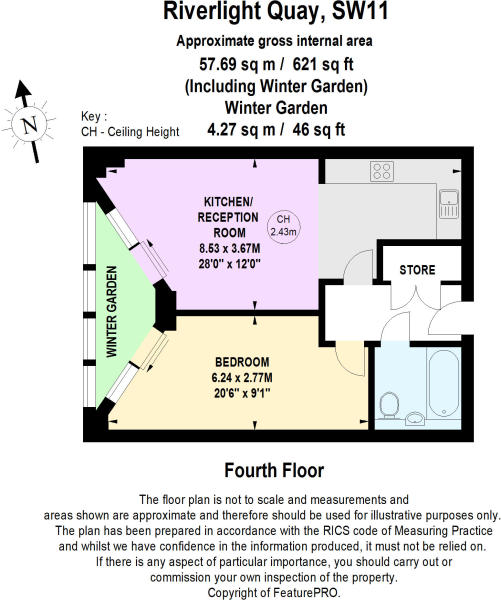 Riverlight Quay, SW11
Approximate gross internal area
57.69 sq m / 621 sq ft
(Including Winter Garden)
Winter Garden
4.27 sq m / 46 sq ft
N
Key :
CH - Ceiling Height
KITCHEN/
RECEPTION
ROOM
8.53 x 3.67M
28'0" x 12'0"
CH
2.43m
STORE
WINTER GARDEN
BEDROOM
6.24 x 2.77M
20'6" x 9'1"
Fourth Floor
The floor plan is not to scale and measurements and
areas shown are approximate and therefore should be used for illustrative purposes only.
The plan has been prepared in accordance with the RICS code of Measuring Practice
and whilst we have confidence in the information produced, it must not be relied on.
If there is any aspect of particular importance, you should carry out or
commission your own inspection of the property.
Copyright of FeaturePRO.